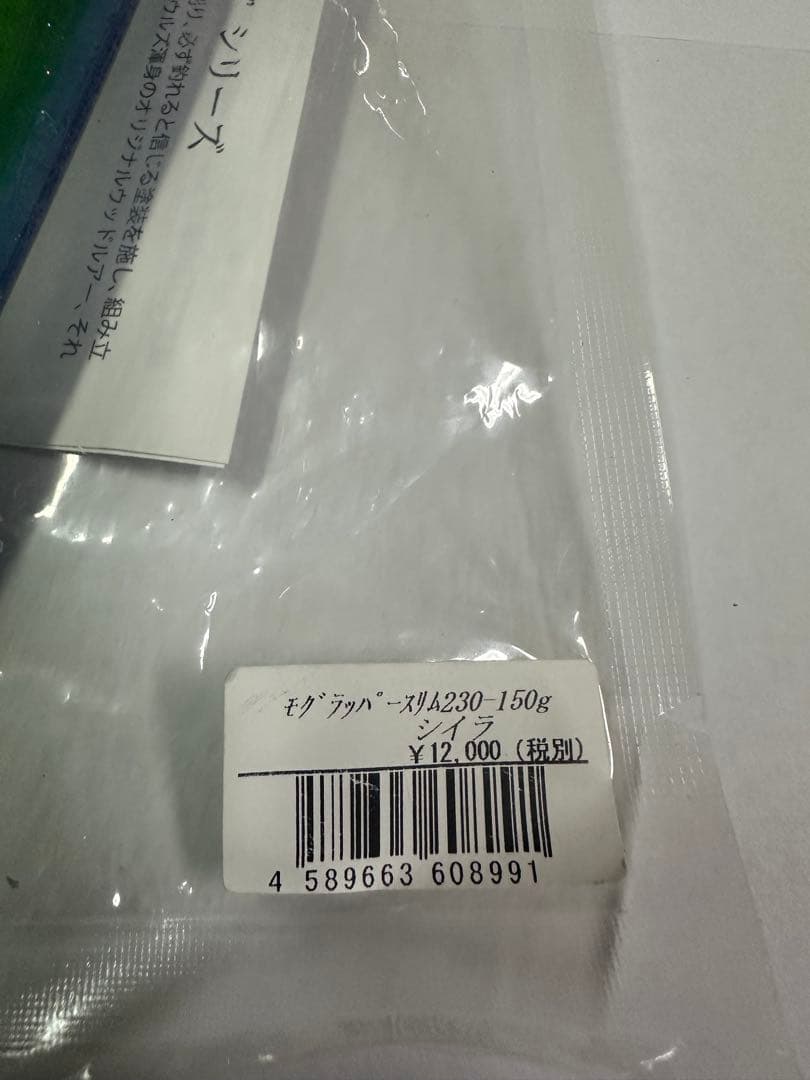 シリーズ
必ず釣れると信じる塗装を施し、組み立
ウルズ渾身のオリジナルウッドルアー、それ
ﾓｸﾞﾗｯﾊﾟｰｽﾘﾑ230-150g
シイラ
¥12,000(税別)
4 589663 608991